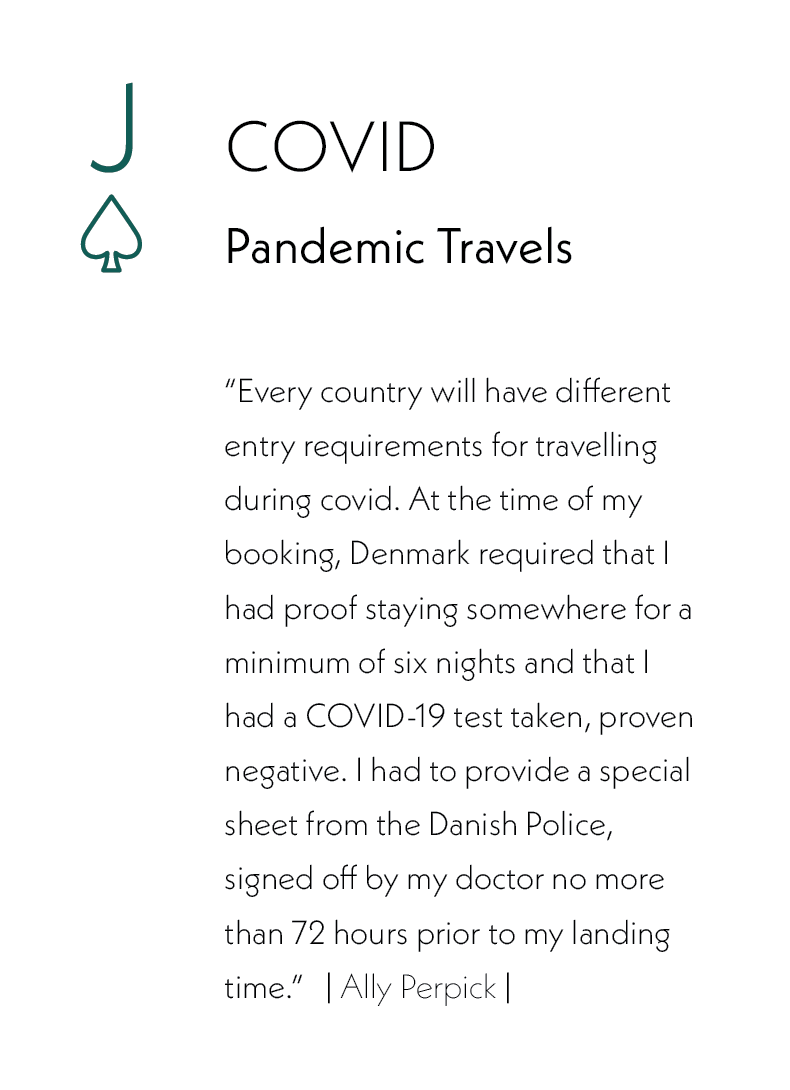 J
COVID
Pandemic Travels
“Every country will have different
entry requirements for travelling
during covid. At the time of my
booking, Denmark required that I
had proof staying somewhere for a
minimum of six nights and that I
had a COVID-19 test taken, proven
negative. I had to provide a special
sheet from the Danish Police,
signed off by my doctor no more
than 72 hours prior to my landing
time.” | Ally Perpick |